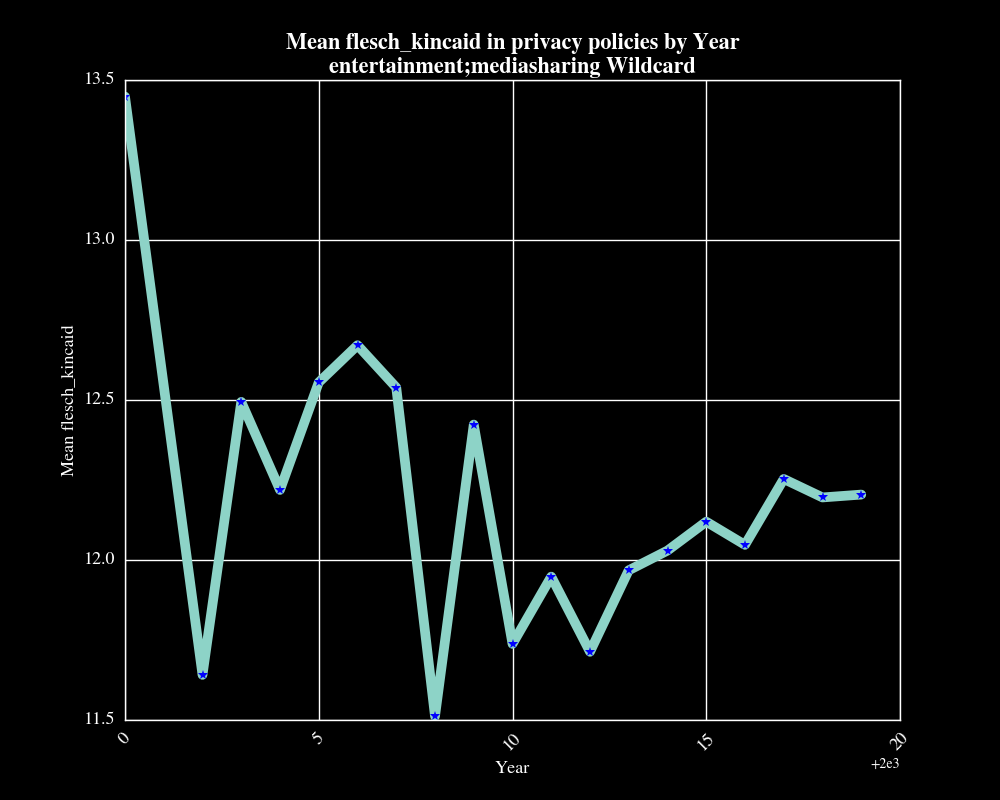 Mean flesch_kincaid in privacy policies by Year
entertainment;mediasharing Wildcard
13.5
13.0
12.5
12.0
11.5
Mean flesch_kincaid
0
5
10
15
20
+2e3
Year